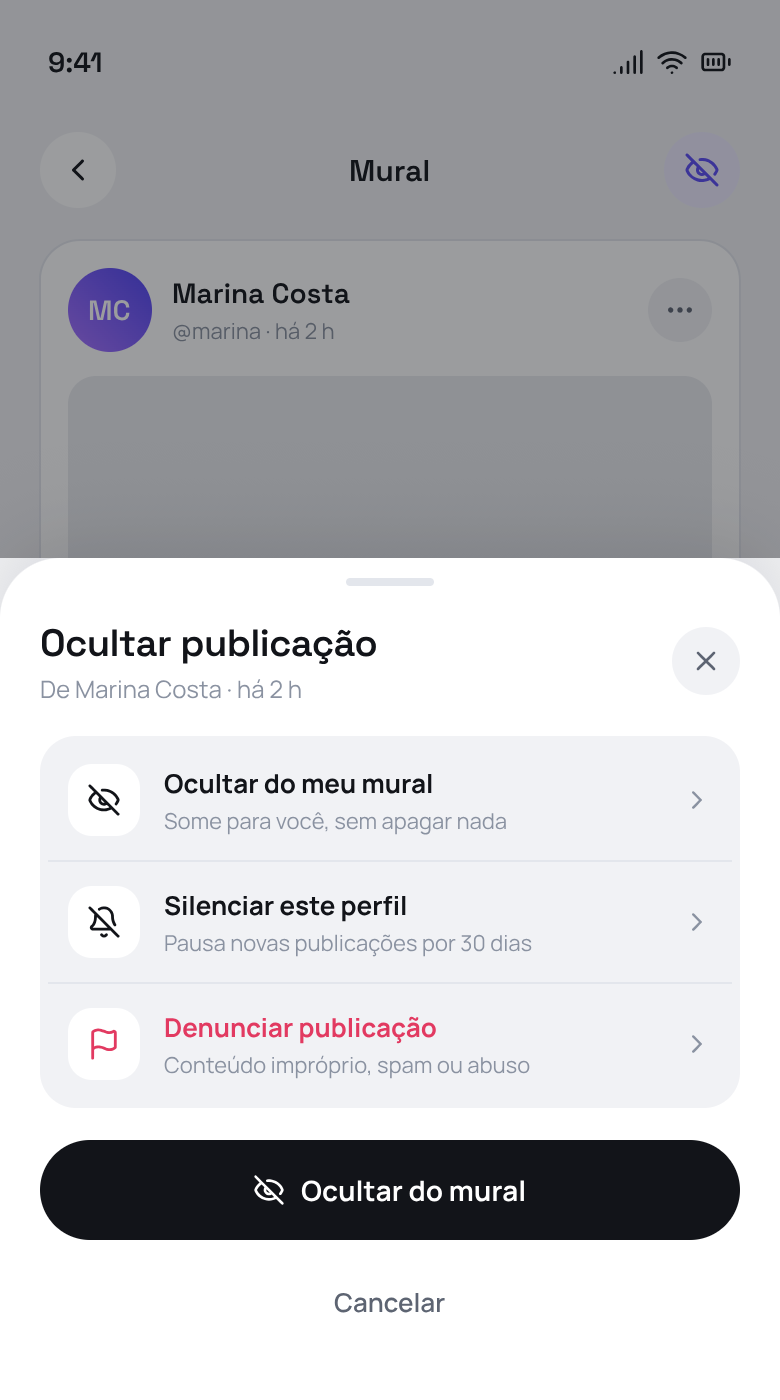 9:41
Mural
MC
Marina Costa
@marina · há 2 h
Ocultar publicação
De Marina Costa · há 2 h
Ocultar do meu mural
Some para você, sem apagar nada
Silenciar este perfil
Pausa novas publicações por 30 dias
Denunciar publicação
Conteúdo impróprio, spam ou abuso
Ocultar do mural
Cancelar